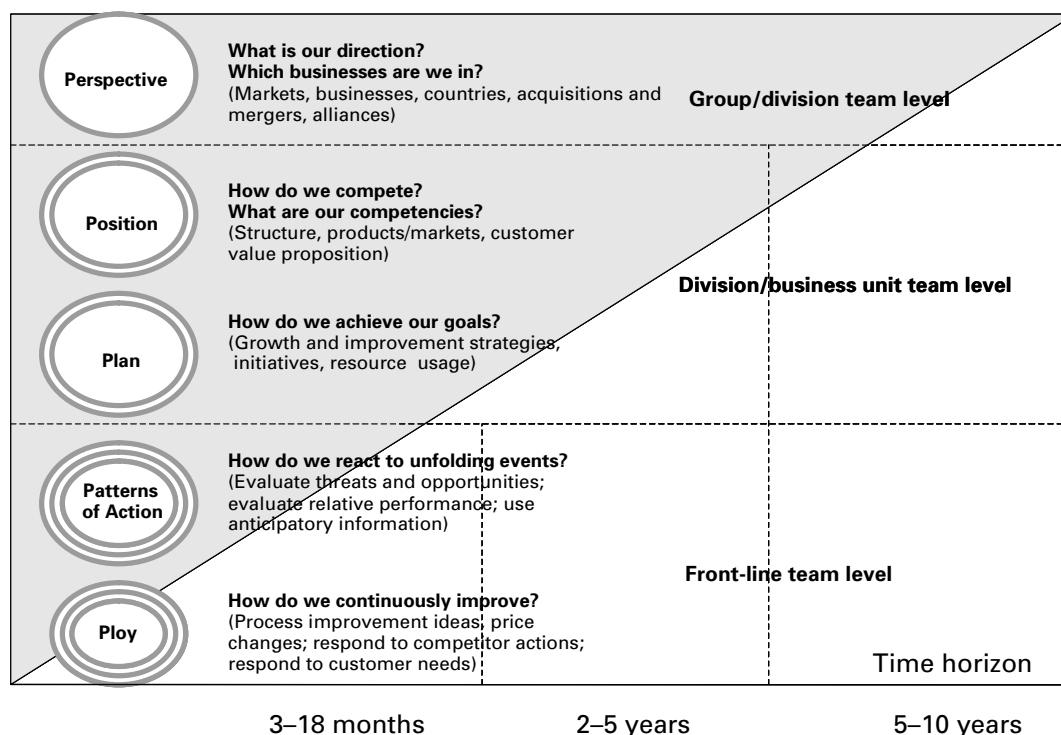 Perspective
What is our direction?
Which businesses are we in?
(Markets, businesses, countries, acquisitions and
mergers, alliances)
Group/division team level
Position
How do we compete?
What are our competencies?
(Structure, products/markets, customer
value proposition)
Division/business unit team level
Plan
How do we achieve our goals?
(Growth and improvement strategies,
initiatives, resource usage)
Patterns
of Action
How do we react to unfolding events?
(Evaluate threats and opportunities;
evaluate relative performance; use
anticipatory information)
Front-line team level
Ploy
How do we continuously improve?
(Process improvement ideas, price
changes; respond to competitor actions;
respond to customer needs)
Time horizon
3–18 months
2–5 years
5–10 years